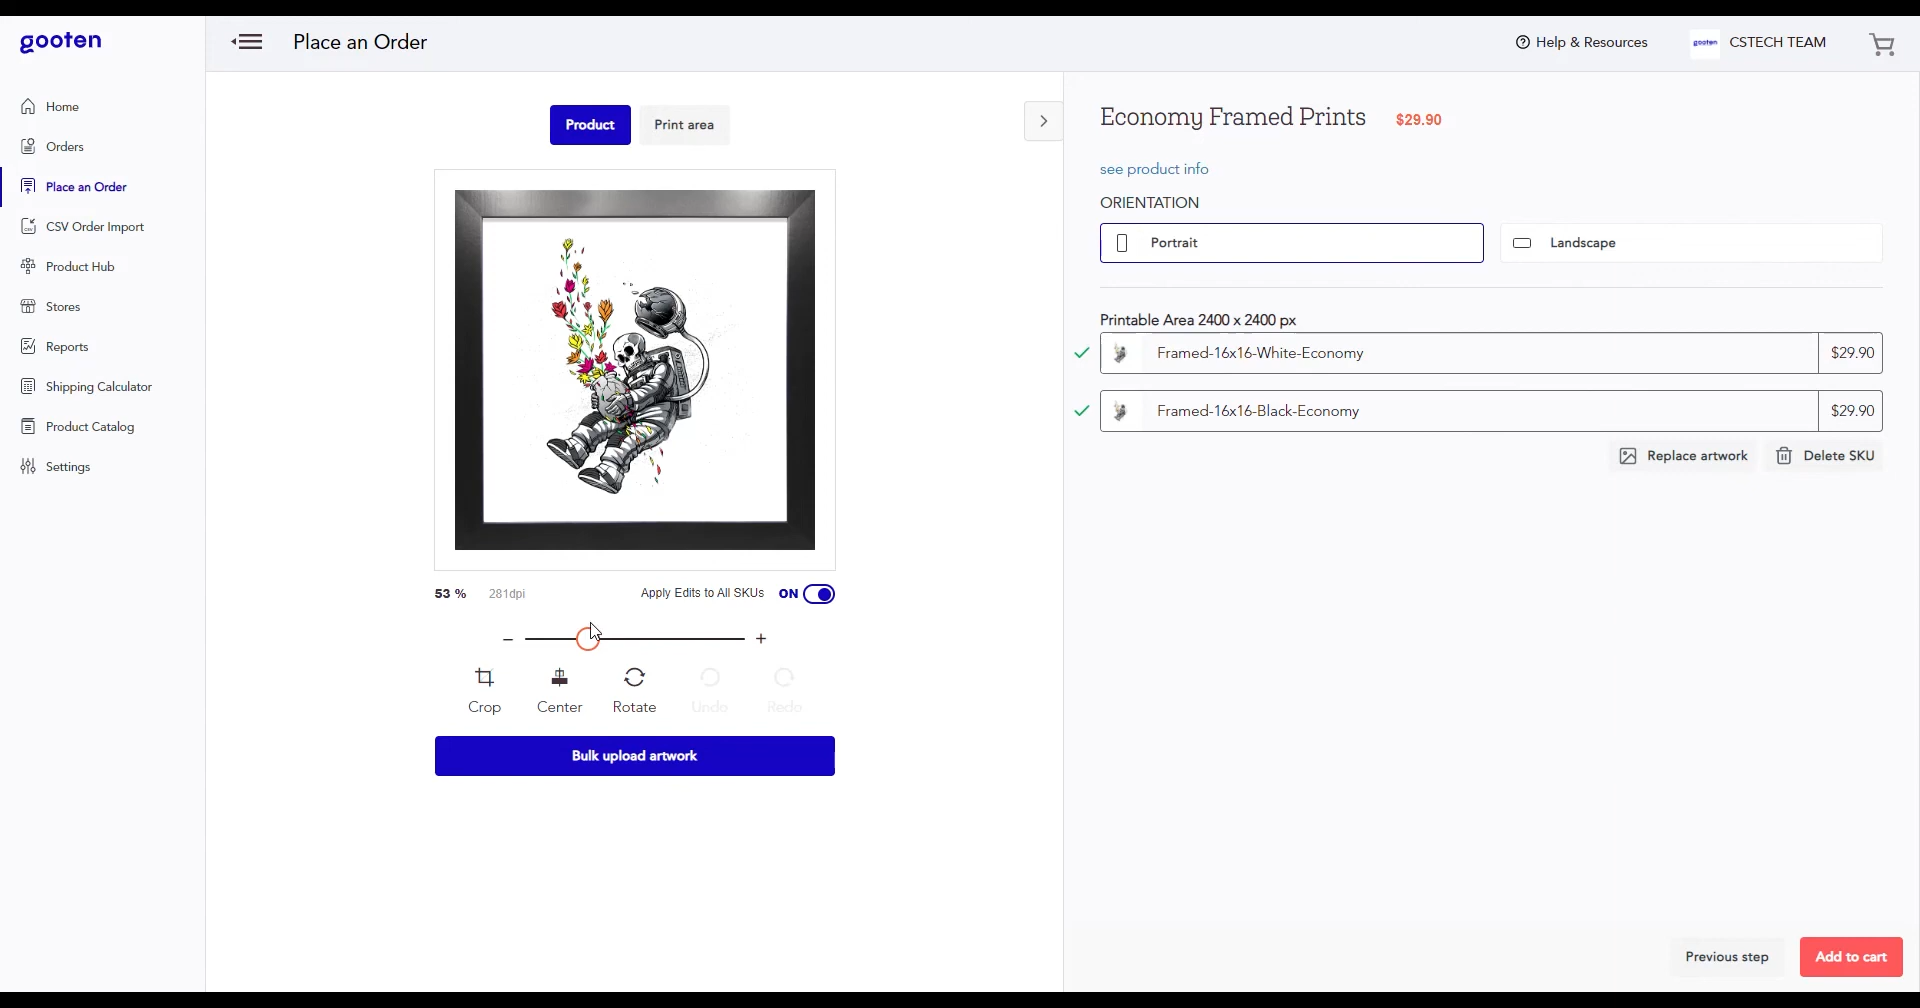 gooten
Place an Order
Help & Resources
gooten
CSTECH TEAM
Home
Orders
Place an Order
CSV Order Import
Product Hub
Stores
Reports
Shipping Calculator
Product Catalog
Settings
Product
Print area
53 %
281dpi
Apply Edits to All SKUs
ON
Crop
Center
Rotate
Undo
Redo
Bulk upload artwork
Economy Framed Prints
$29.90
see product info
ORIENTATION
Portrait
Landscape
Printable Area 2400 x 2400 px
Framed-16x16-White-Economy
$29.90
Framed-16x16-Black-Economy
$29.90
Replace artwork
Delete SKU
Previous step
Add to cart